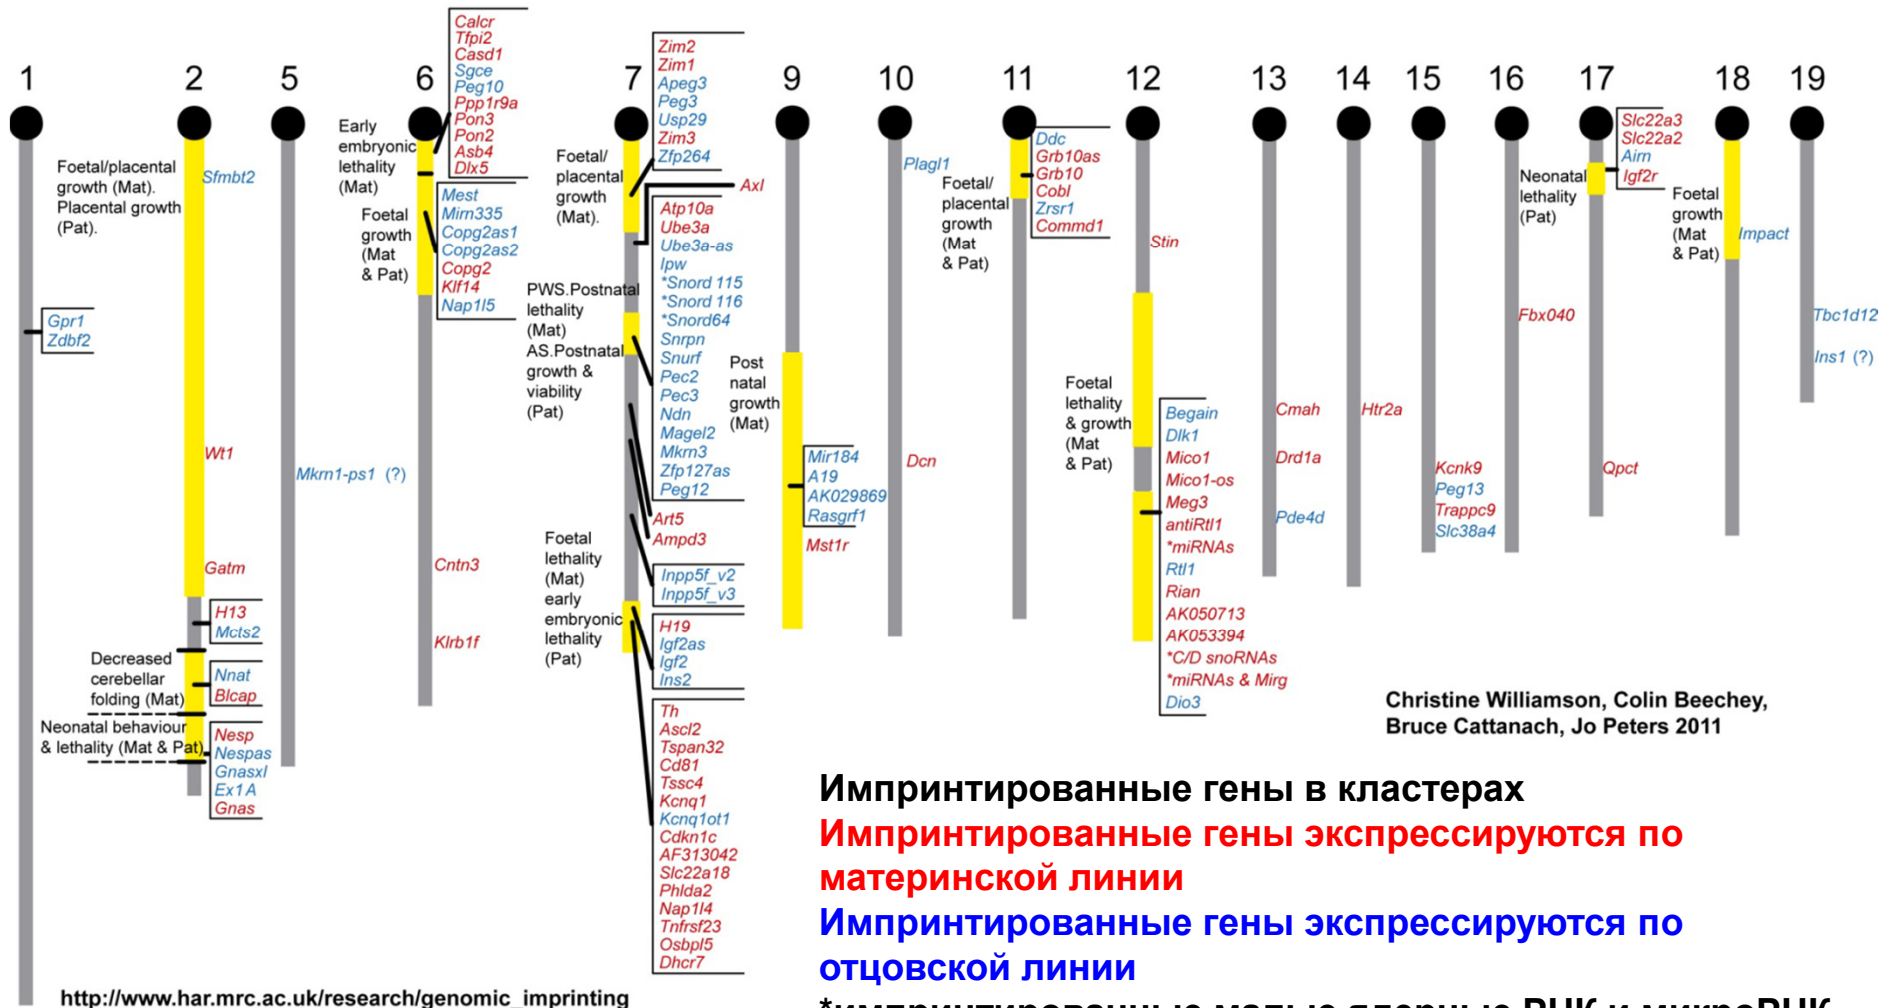 1
2
5
6
7
9
10
11
12
13
14
15
16
17
18
19
Gpr1
Zdbf2
Foetal/placental
growth (Mat).
Placental growth
(Pat).
Sfmbt2
Wt1
Gatm
H13
Mcts2
Decreased
cerebellar
folding (Mat)
Nnat
Blcap
Neonatal behaviour
& lethality (Mat & Pat)
Nesp
Nespas
Gnasxl
Ex1A
Gnas
Mkrn1-ps1 (?)
Early
embryonic
lethality
(Mat)
Calcr
Tfpi2
Casd1
Sgce
Peg10
Ppp1r9a
Pon3
Pon2
Asb4
Dlx5
Foetal
growth
(Mat
& Pat)
Mest
Mirn335
Copg2as1
Copg2as2
Copg2
Klf14
Nap1l5
Cntn3
Klrb1f
Foetal/
placental
growth
(Mat).
Zim2
Zim1
Apeg3
Peg3
Usp29
Zim3
Zfp264
Axl
PWS.Postnatal
lethality
(Mat)
AS.Postnatal
growth &
viability
(Pat)
Atp10a
Ube3a
Ube3a-as
Ipw
*Snord 115
*Snord 116
*Snord64
Snrpn
Snurf
Pec2
Pec3
Ndn
Magel2
Mkrn3
Zfp127as
Peg12
Art5
Ampd3
Inpp5f_v2
Inpp5f_v3
Foetal
lethality
(Mat)
early
embryonic
lethality
(Pat)
H19
Igf2as
Igf2
Ins2
Th
Ascl2
Tspan32
Cd81
Tssc4
Kcnq1
Kcnq1ot1
Cdkn1c
AF313042
Slc22a18
Phlda2
Nap1l4
Tnfrsf23
Osbpl5
Dhcr7
Post
natal
growth
(Mat)
Mir184
A19
AK029869
Rasgrf1
Mst1r
Plagl1
Dcn
Foetal/
placental
growth
(Mat
& Pat)
Ddc
Grb10as
Grb10
Cobl
Zrsr1
Commd1
Stin
Foetal
lethality
& growth
(Mat
& Pat)
Begain
Dlk1
Mico1
Mico1-os
Meg3
antiRtl1
*miRNAs
Rtl1
Rian
AK050713
AK053394
*C/D snoRNAs
*miRNAs & Mirg
Dio3
Cmah
Drd1a
Pde4d
Htr2a
Kcnk9
Peg13
Trappc9
Slc38a4
Fbx040
Neonatal
lethality
(Pat)
Slc22a3
Slc22a2
Airn
Igf2r
Qpct
Foetal
growth
(Mat
& Pat)
Impact
Tbc1d12
Ins1 (?)
Christine Williamson, Colin Beechey,
Bruce Cattanach, Jo Peters 2011
Импринтированные гены в кластерах
Импринтированные гены экспрессируются по
материнской линии
Импринтированные гены экспрессируются по
отцовской линии
*импринтированные малые ядерные РНК и микроРНК
http://www.har.mrc.ac.uk/research/genomic_imprinting